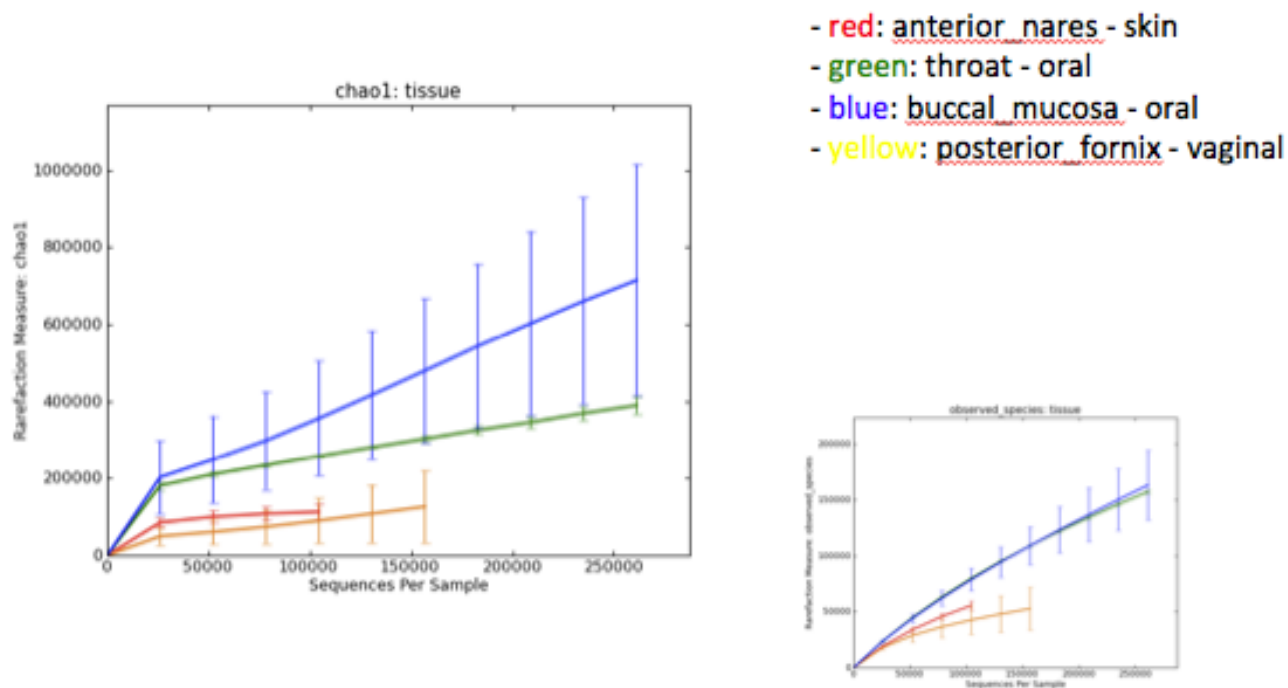 - red: anterior_nares - skin
- green: throat - oral
- blue: buccal_mucosa - oral
- yellow: posterior_fornix - vaginal
chao1: tissue
Rarefaction Measure: chao1
1000000
800000
600000
400000
200000
0
0 50000 100000 150000 200000 250000
Sequences Per Sample
observed_species: tissue
Rarefaction Measure: observed_species
200000
150000
100000
50000
0
0 50000 100000 150000 200000 250000
Sequences Per Sample